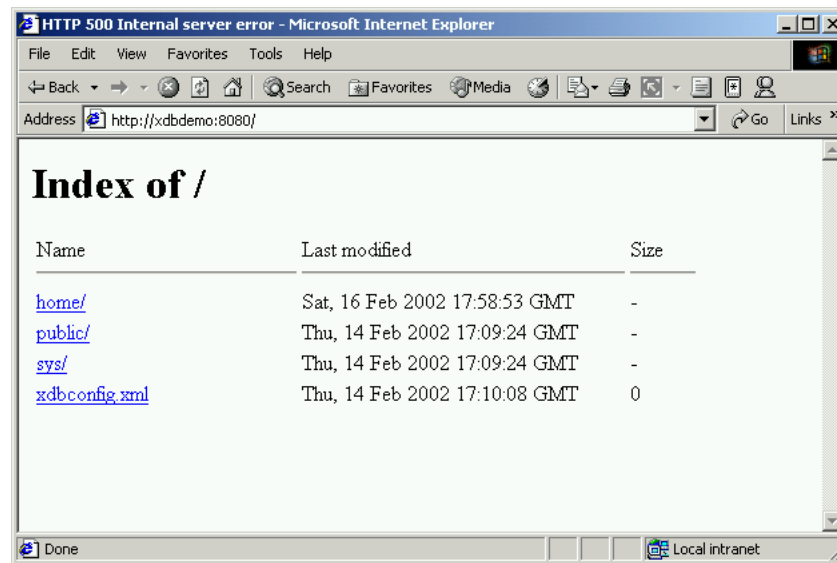 HTTP 500 Internal server error - Microsoft Internet Explorer
File Edit View Favorites Tools Help
Back Search Favorites Media
Address http://xdbdemo:8080/ Go Links »
Index of /
Name Last modified Size
home/ Sat, 16 Feb 2002 17:58:53 GMT -
public/ Thu, 14 Feb 2002 17:09:24 GMT -
sys/ Thu, 14 Feb 2002 17:09:24 GMT -
xdbconfig.xml Thu, 14 Feb 2002 17:10:08 GMT 0
Done Local intranet